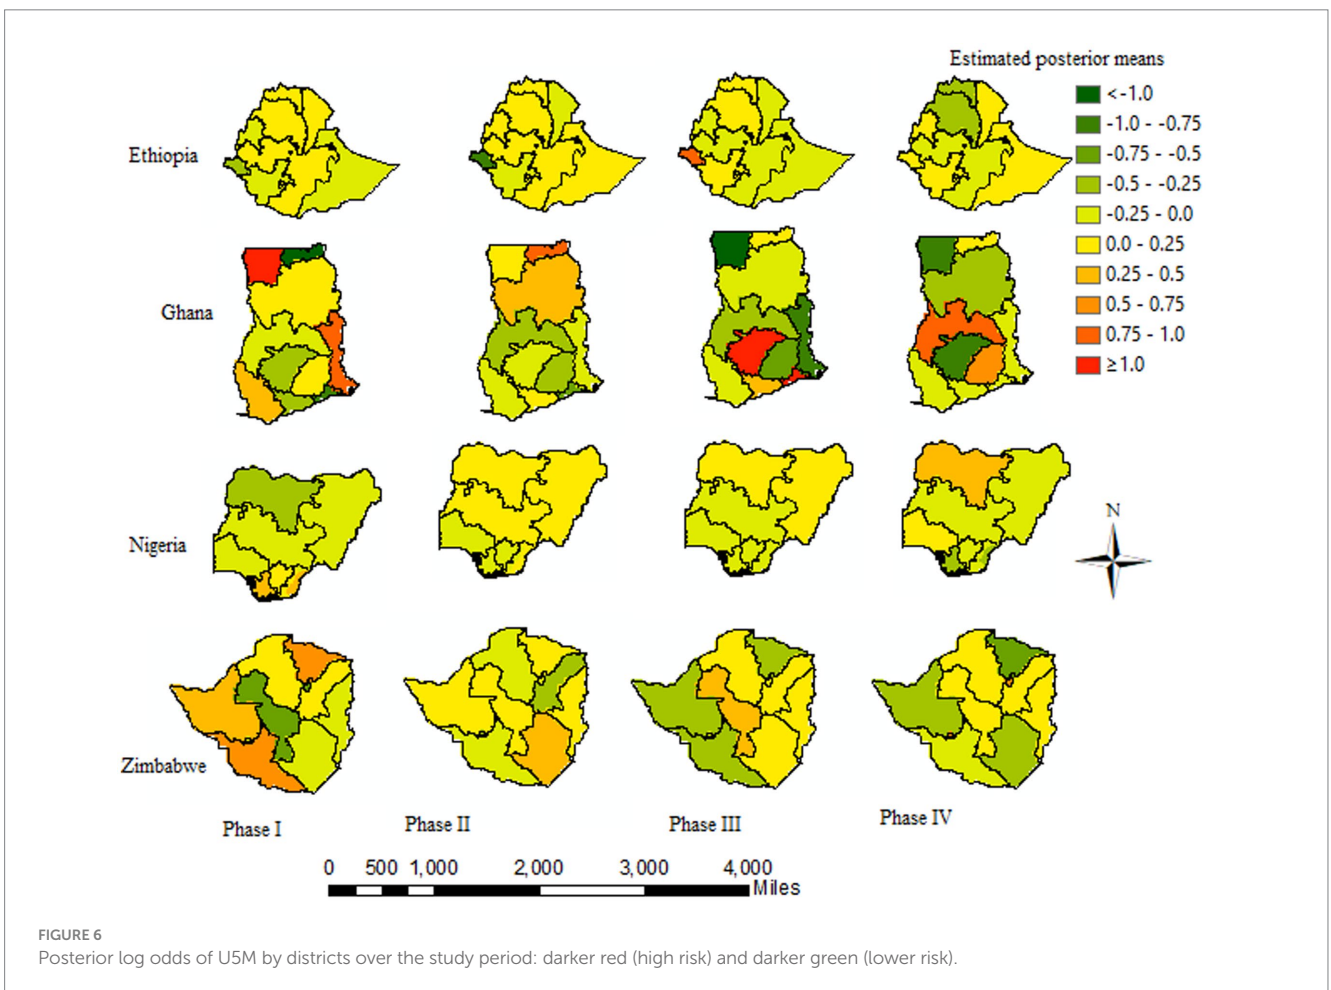 Estimated posterior means
<-1.0
-1.0 - -0.75
-0.75 - -0.5
-0.5 - -0.25
-0.25 - 0.0
0.0 - 0.25
0.25 - 0.5
0.5 - 0.75
0.75 - 1.0
≥1.0
Ethiopia
Ghana
Nigeria
N
Zimbabwe
Phase I
Phase II
Phase III
Phase IV
0 500 1,000 2,000 3,000 4,000
Miles
FIGURE 6
Posterior log odds of U5M by districts over the study period: darker red (high risk) and darker green (lower risk).